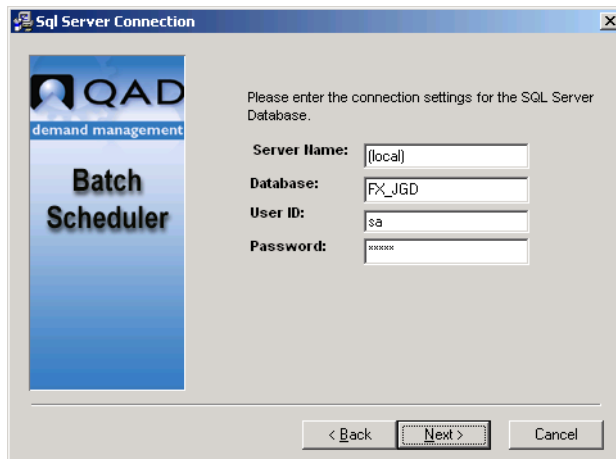 Sql Server Connection
QAD
demand management
Batch
Scheduler
Please enter the connection settings for the SQL Server
Database.
Server Name: (local)
Database: FX_JGD
User ID: sa
Password: *****
< Back Next > Cancel